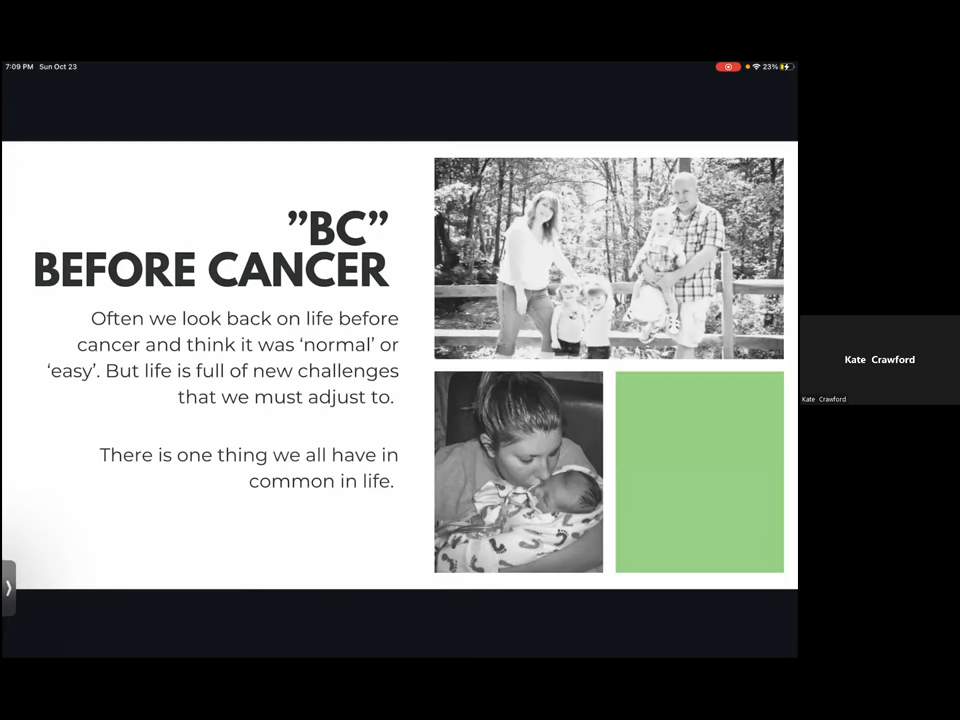 7:09 PM Sun Oct 23
23%
”BC”
BEFORE CANCER
Often we look back on life before
cancer and think it was ‘normal’ or
‘easy’. But life is full of new challenges
that we must adjust to.
There is one thing we all have in
common in life.
Kate Crawford
Kate Crawford